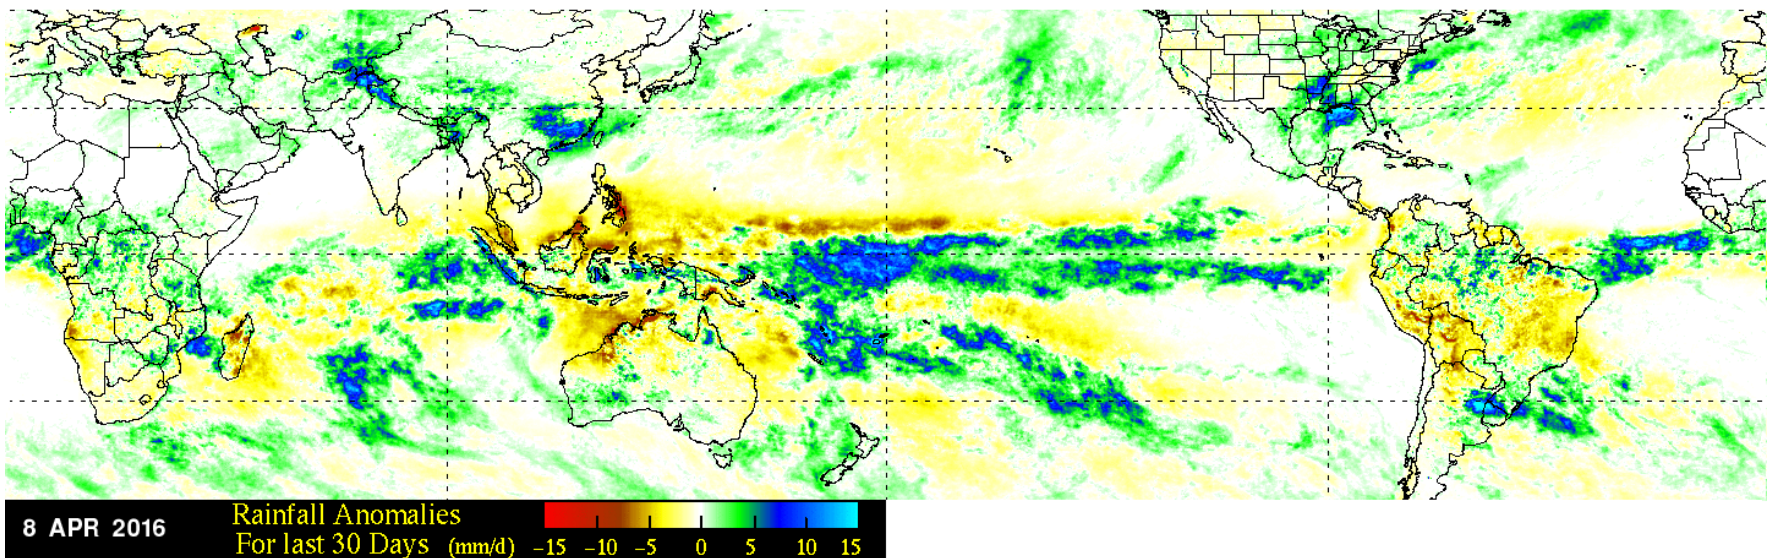 8 APR 2016
Rainfall Anomalies
For last 30 Days (mm/d)
−15 −10 −5 0 5 10 15